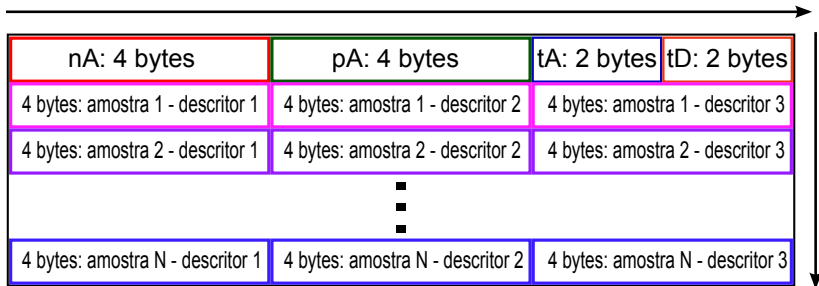 nA: 4 bytes pA: 4 bytes tA: 2 bytes tD: 2 bytes
4 bytes: amostra 1 - descritor 1 4 bytes: amostra 1 - descritor 2 4 bytes: amostra 1 - descritor 3
4 bytes: amostra 2 - descritor 1 4 bytes: amostra 2 - descritor 2 4 bytes: amostra 2 - descritor 3
4 bytes: amostra N - descritor 1 4 bytes: amostra N - descritor 2 4 bytes: amostra N - descritor 3